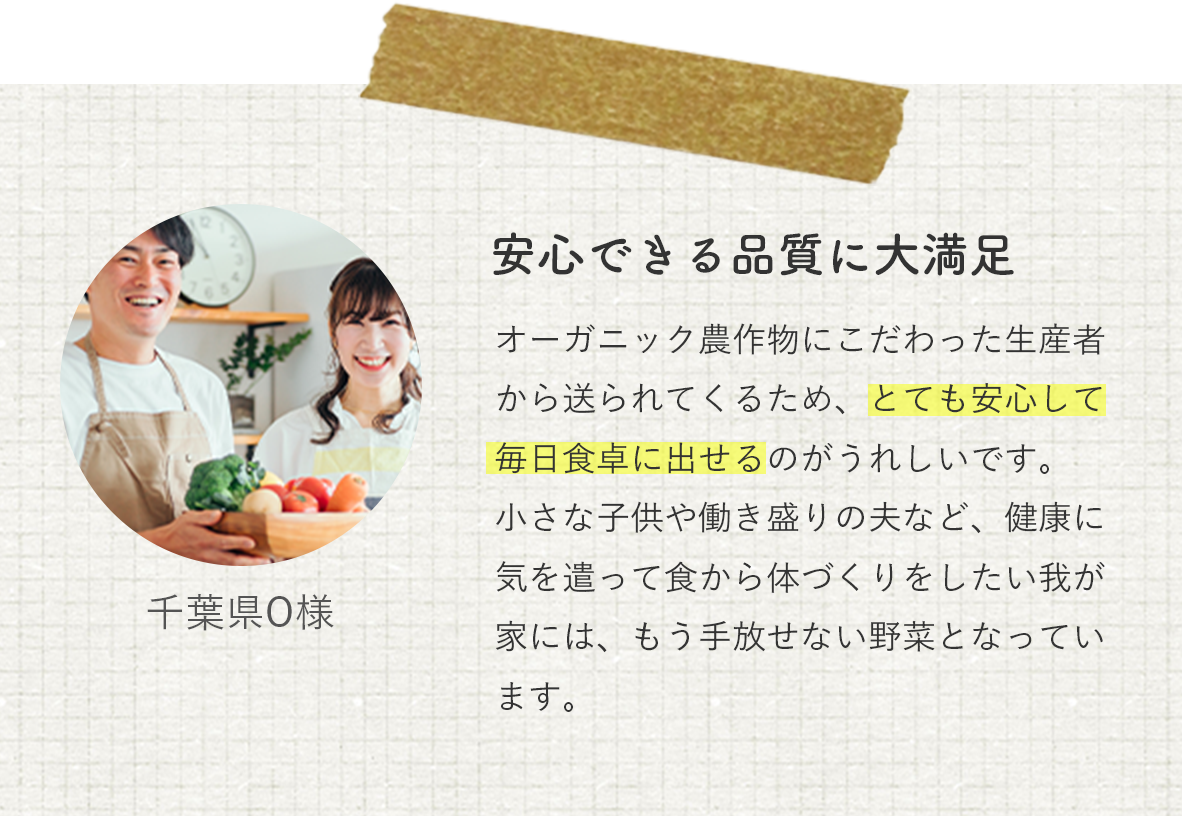 安心できる品質に大満足
オーガニック農作物にこだわった生産者
から送られてくるため、とても安心して
毎日食卓に出せるのがうれしいです。
小さな子供や働き盛りの夫など、健康に
気を遣って食から体づくりをしたい我が
家には、もう手放せない野菜となってい
ます。
千葉県O様